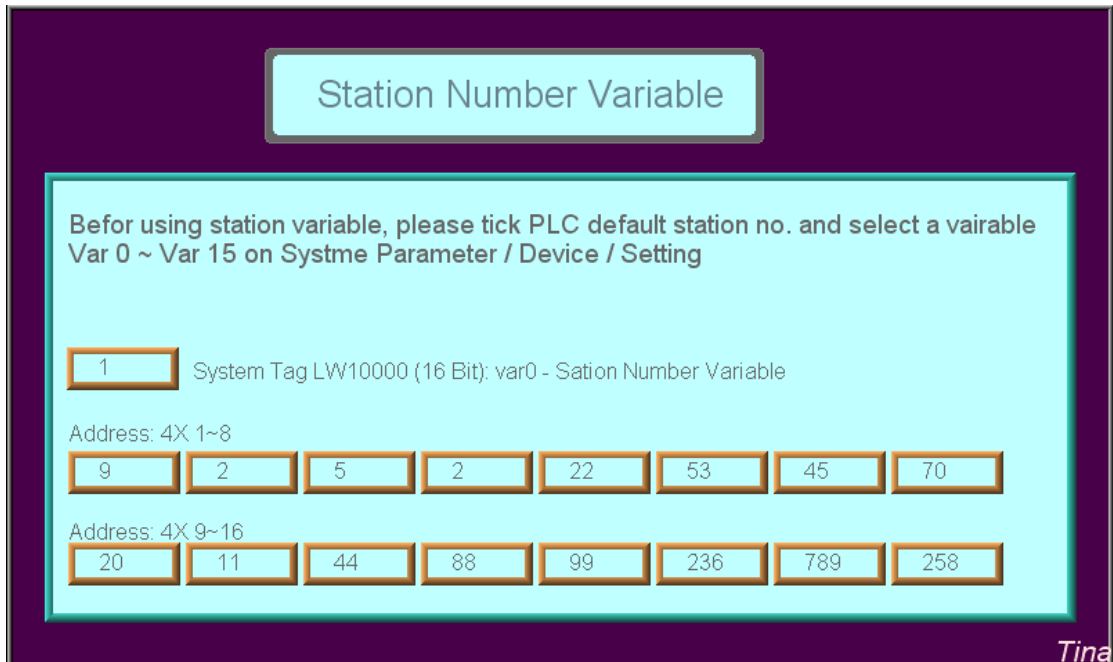 Station Number Variable
Befor using station variable, please tick PLC default station no. and select a vairable
Var 0 ~ Var 15 on Systme Parameter / Device / Setting
1 System Tag LW10000 (16 Bit): var0 - Sation Number Variable
Address: 4X 1~8
9 2 5 2 22 53 45 70
Address: 4X 9~16
20 11 44 88 99 236 789 258
Tina